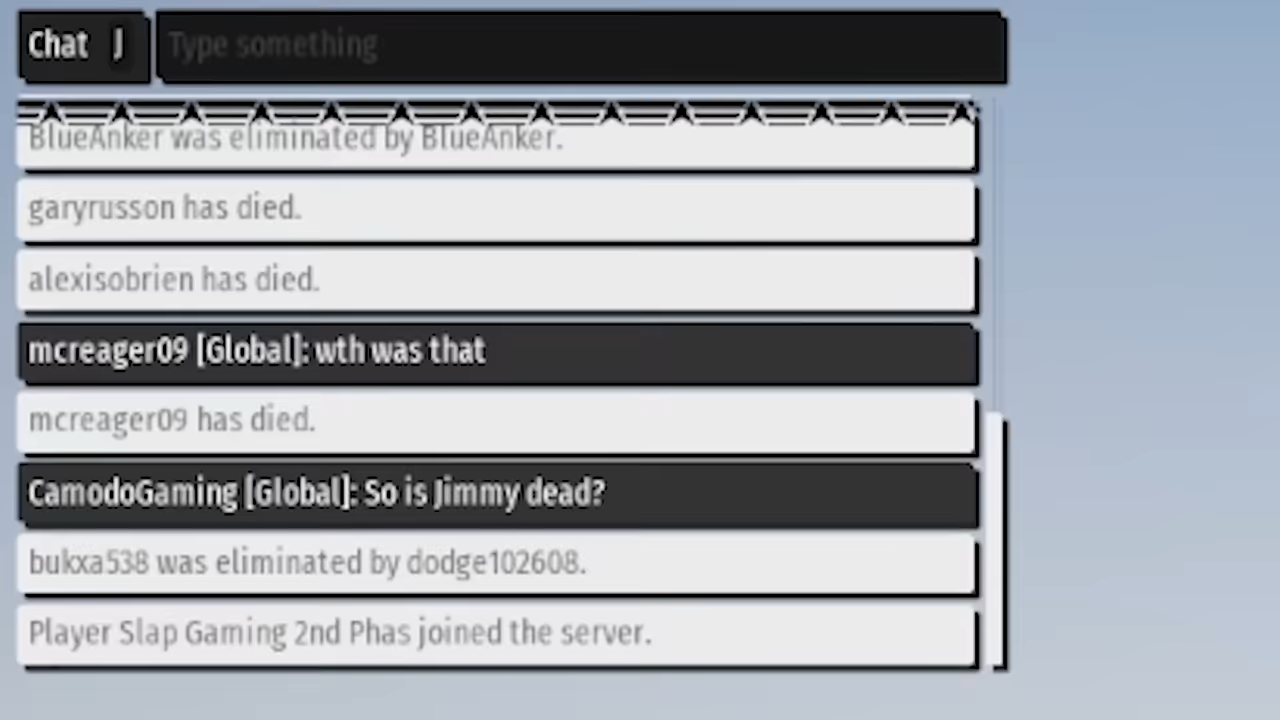 Chat J
Type something
BlueAnker was eliminated by BlueAnker.
garyrusson has died.
alexisobrien has died.
mcreager09 [Global]: wth was that
mcreager09 has died.
CamodoGaming [Global]: So is Jimmy dead?
bukxa538 was eliminated by dodge102608.
Player Slap Gaming 2nd Phas joined the server.